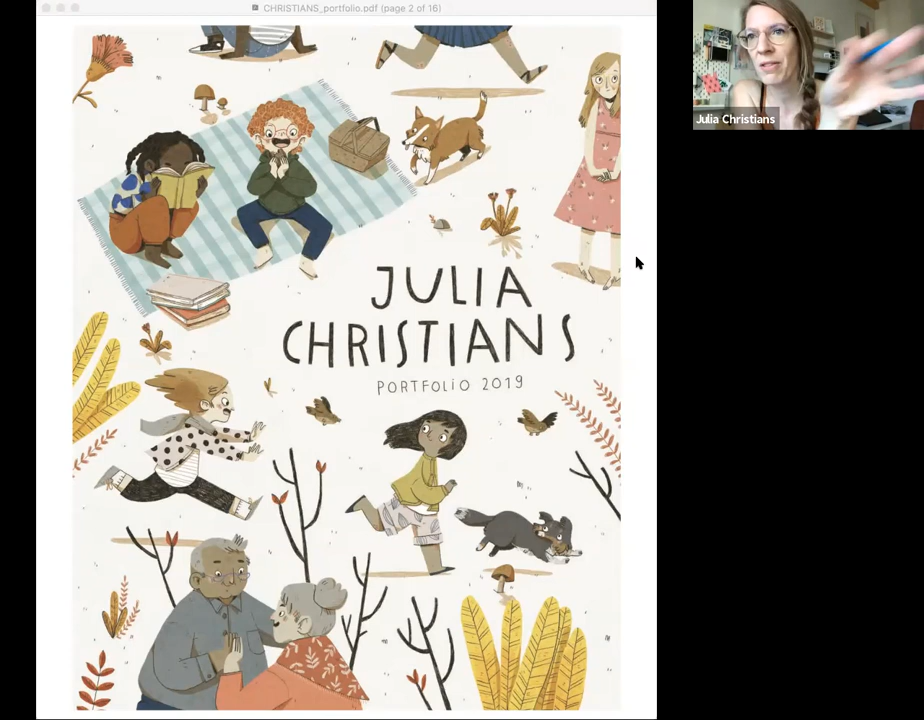 CHRISTIANS_portfolio.pdf (page 2 of 16)
Julia Christians
JULIA
CHRISTIANS
PORTFOLIO 2019